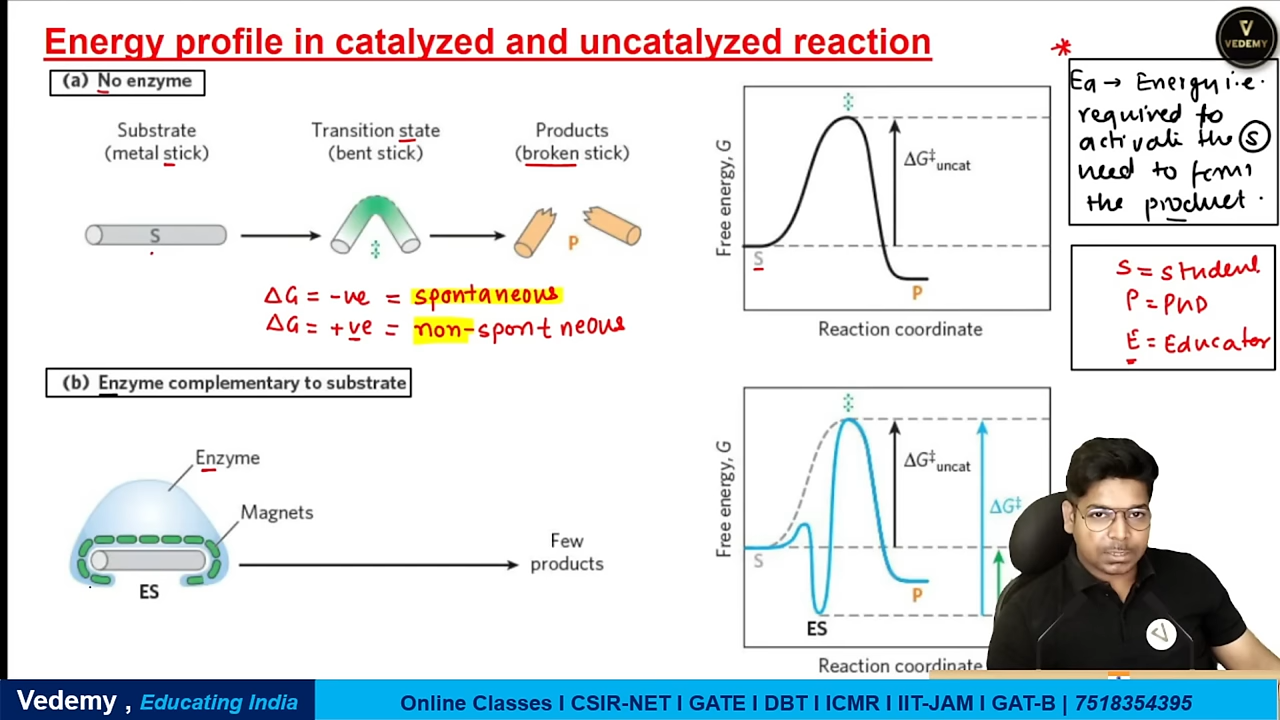 Energy profile in catalyzed and uncatalyzed reaction
VEDEMY
(a) No enzyme
Substrate
(metal stick)
Transition state
(bent stick)
Products
(broken stick)
S
‡
P
ΔG = -ve = spontaneous
ΔG = +ve = non-spontneous
‡
ΔG‡uncat
Free energy, G
S
P
Reaction coordinate
*
Ea → Energy i.e.
required to
activate the S
need to form
the product.
S = student
P = PhD
E = Educator
(b) Enzyme complementary to substrate
Enzyme
Magnets
ES
Few
products
‡
ΔG‡uncat
ΔG‡
Free energy, G
S
P
ES
Reaction coordinate
Vedemy , Educating India
Online Classes I CSIR-NET I GATE I DBT I ICMR I IIT-JAM I GAT-B | 7518354395